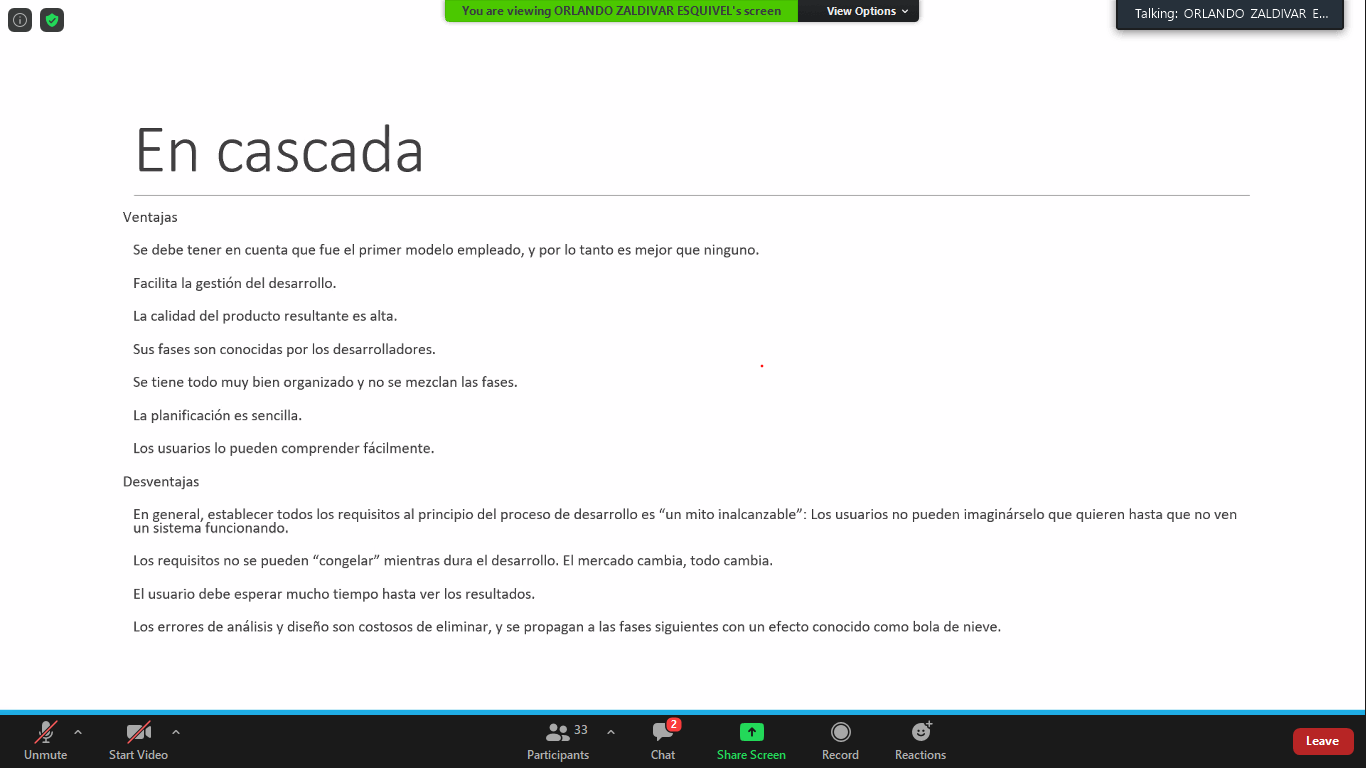 You are viewing ORLANDO ZALDIVAR ESQUIVEL's screen
View Options
Talking: ORLANDO ZALDIVAR E...
En cascada
Ventajas
Se debe tener en cuenta que fue el primer modelo empleado, y por lo tanto es mejor que ninguno.
Facilita la gestión del desarrollo.
La calidad del producto resultante es alta.
Sus fases son conocidas por los desarrolladores.
Se tiene todo muy bien organizado y no se mezclan las fases.
La planificación es sencilla.
Los usuarios lo pueden comprender fácilmente.
Desventajas
En general, establecer todos los requisitos al principio del proceso de desarrollo es “un mito inalcanzable”: Los usuarios no pueden imaginárselo que quieren hasta que no ven
un sistema funcionando.
Los requisitos no se pueden “congelar” mientras dura el desarrollo. El mercado cambia, todo cambia.
El usuario debe esperar mucho tiempo hasta ver los resultados.
Los errores de análisis y diseño son costosos de eliminar, y se propagan a las fases siguientes con un efecto conocido como bola de nieve.
Unmute
Start Video
33
Participants
2
Chat
Share Screen
Record
Reactions
Leave